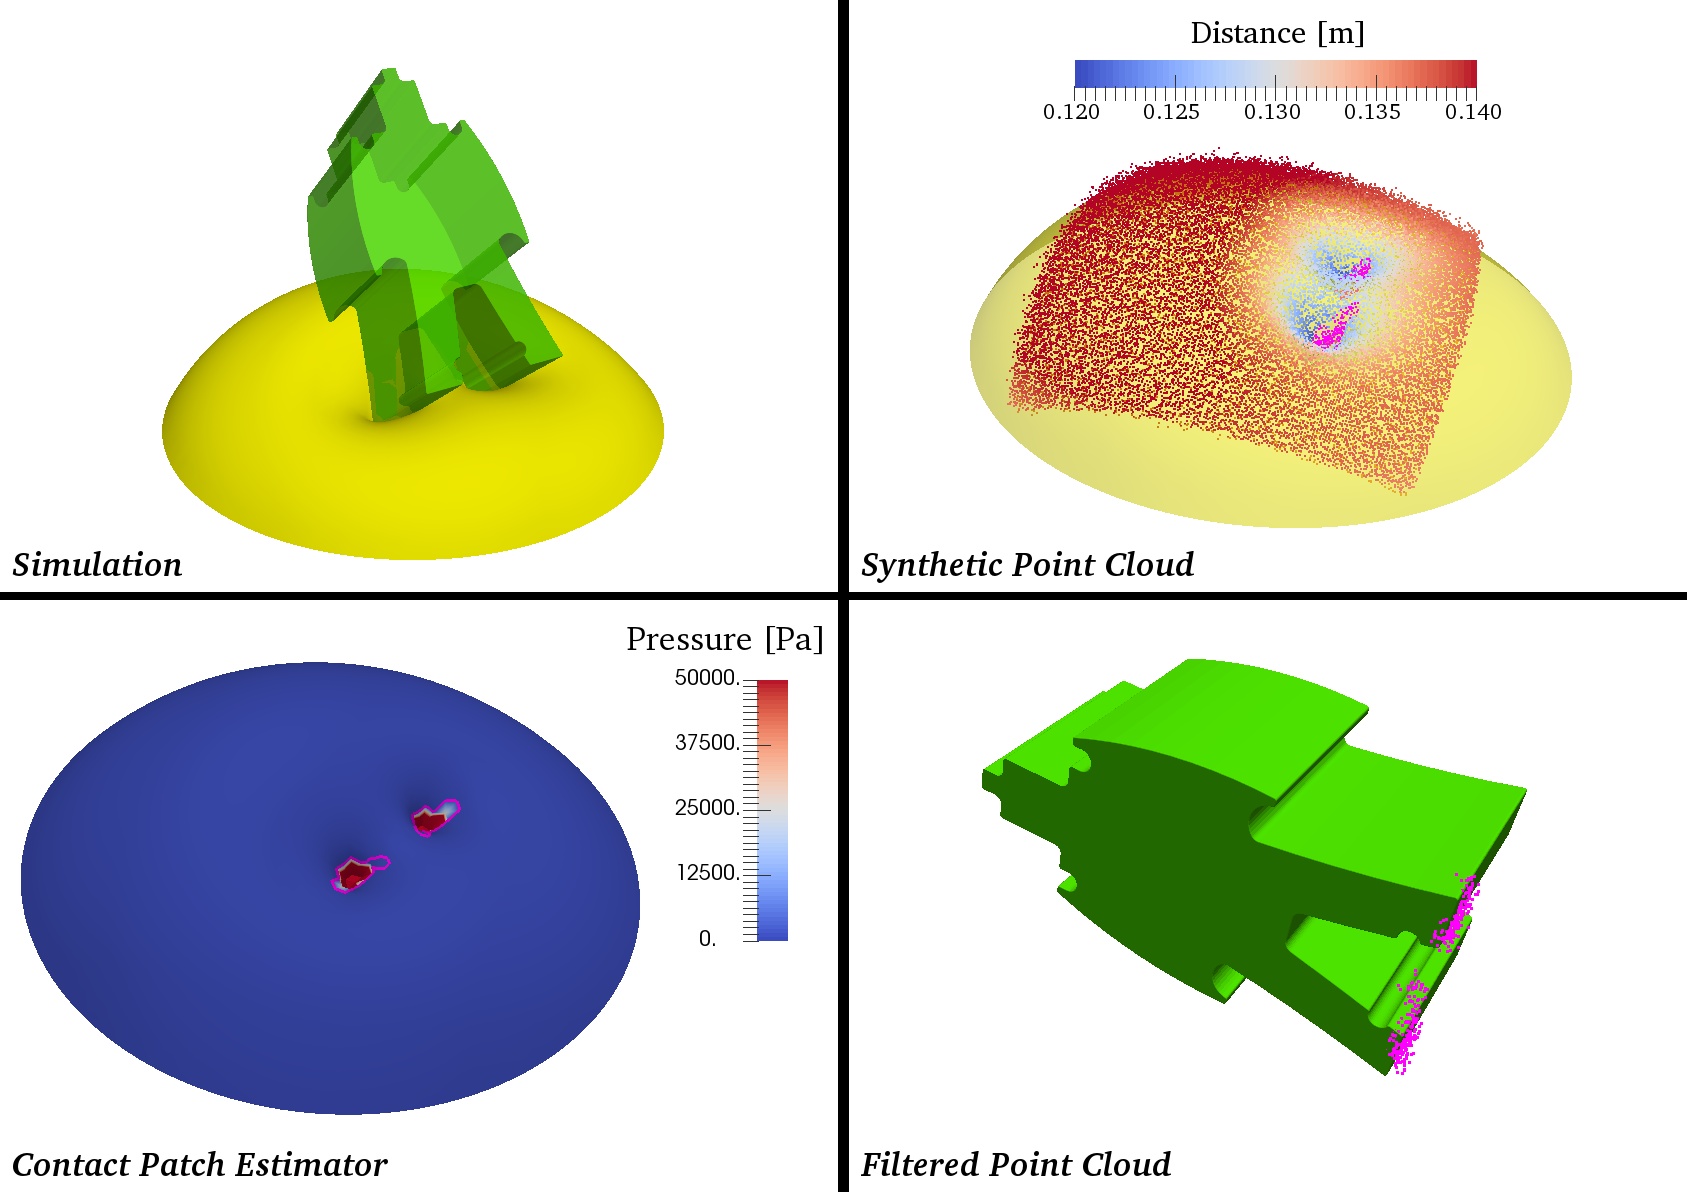 Simulation
Distance [m]
0.120 0.125 0.130 0.135 0.140
Synthetic Point Cloud
Pressure [Pa]
50000.
37500.
25000.
12500.
0.
Contact Patch Estimator
Filtered Point Cloud